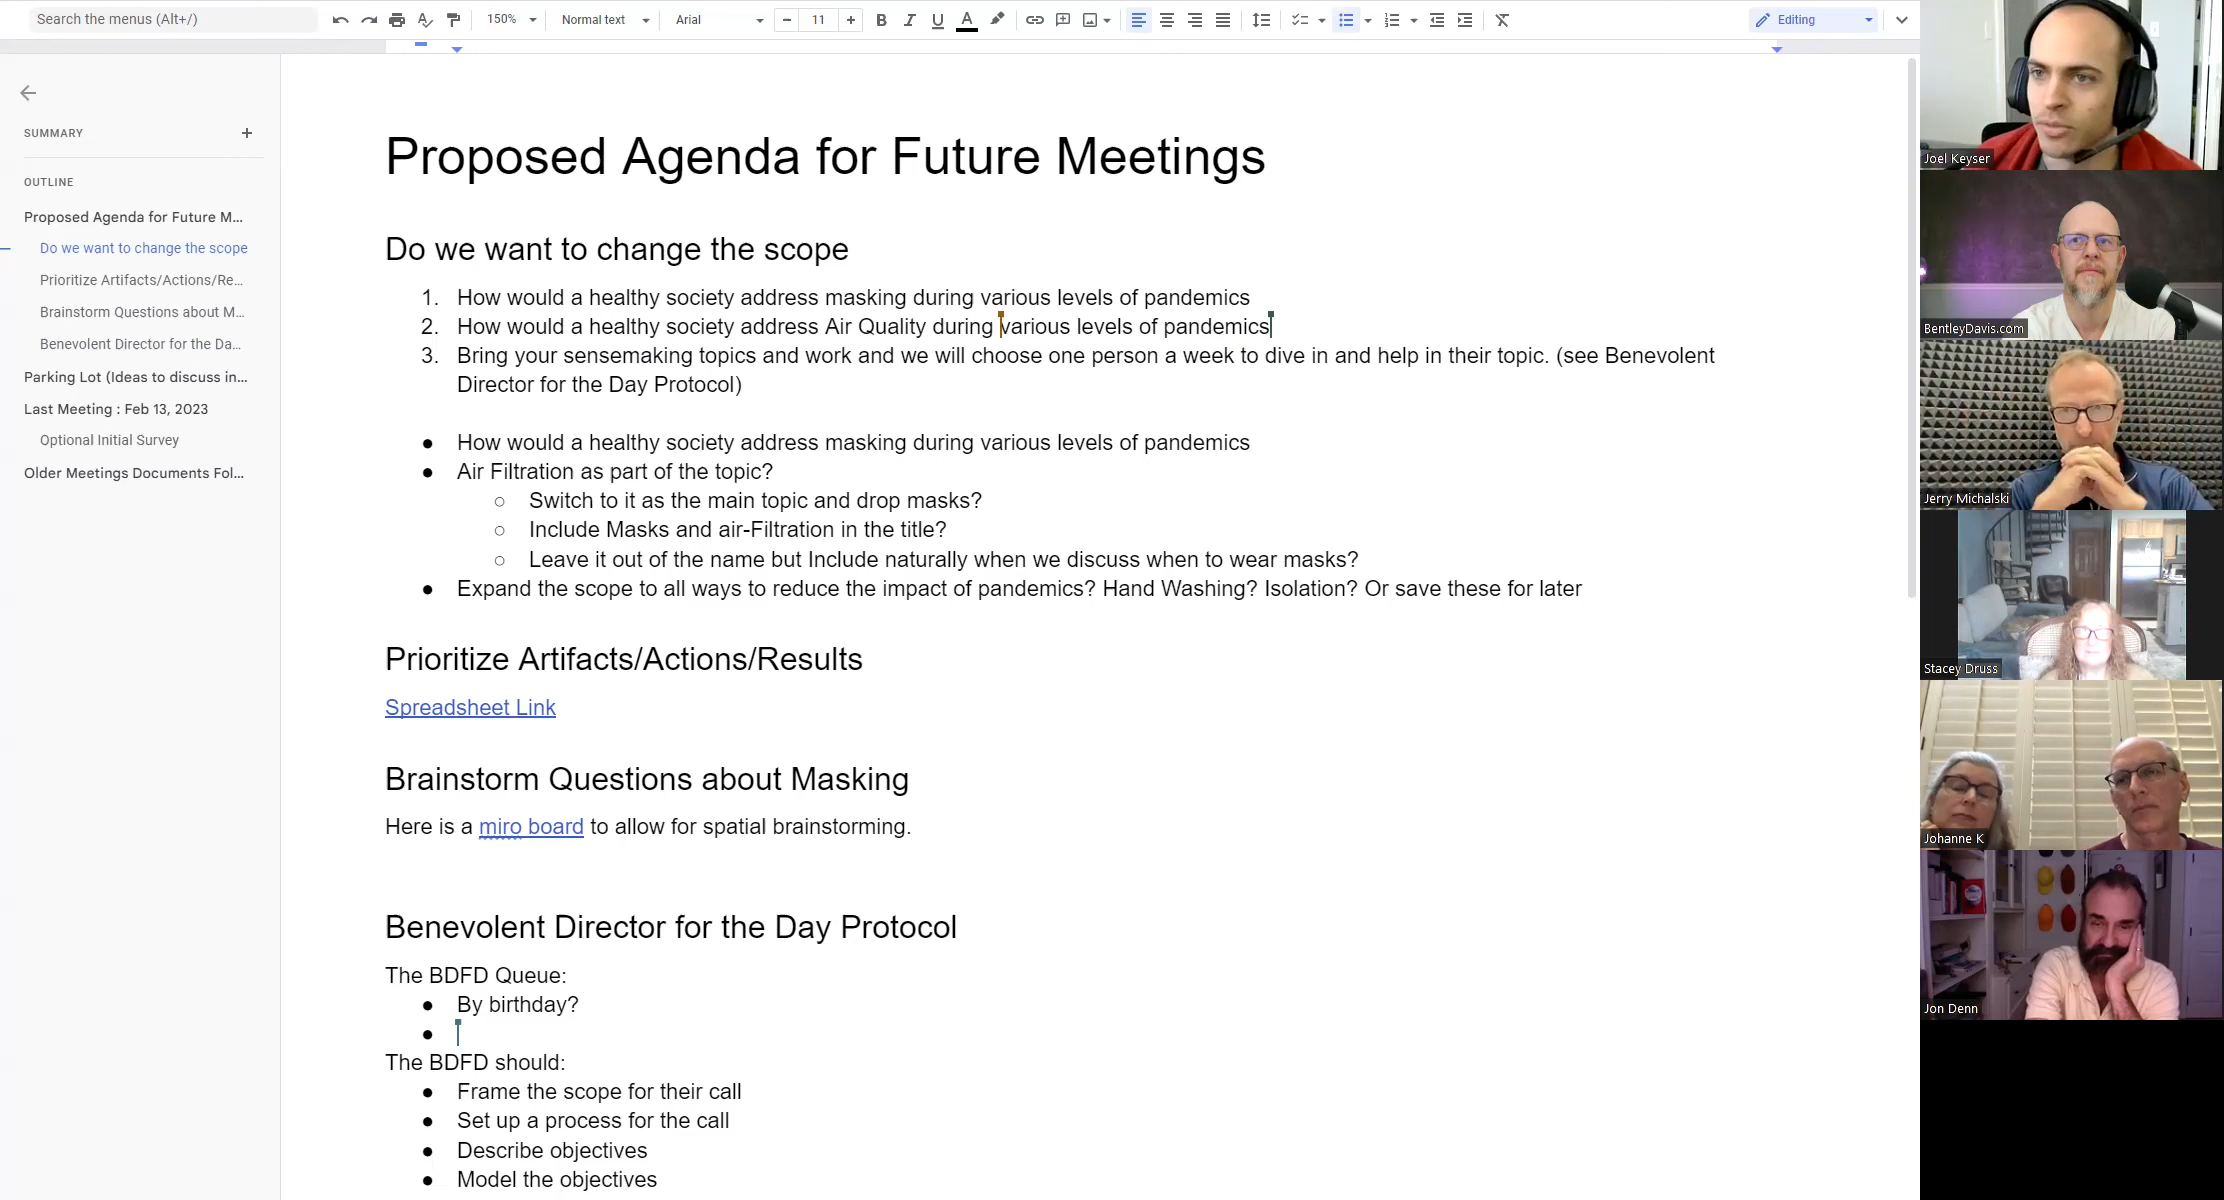 Search the menus (Alt+/)
150%
Normal text
Arial
11
Editing
SUMMARY
OUTLINE
Proposed Agenda for Future M...
Do we want to change the scope
Prioritize Artifacts/Actions/Re...
Brainstorm Questions about M...
Benevolent Director for the Da...
Parking Lot (Ideas to discuss in...
Last Meeting : Feb 13, 2023
Optional Initial Survey
Older Meetings Documents Fol...
Proposed Agenda for Future Meetings
Do we want to change the scope
1. How would a healthy society address masking during various levels of pandemics
2. How would a healthy society address Air Quality during various levels of pandemics
3. Bring your sensemaking topics and work and we will choose one person a week to dive in and help in their topic. (see Benevolent
Director for the Day Protocol)
● How would a healthy society address masking during various levels of pandemics
● Air Filtration as part of the topic?
○ Switch to it as the main topic and drop masks?
○ Include Masks and air-Filtration in the title?
○ Leave it out of the name but Include naturally when we discuss when to wear masks?
● Expand the scope to all ways to reduce the impact of pandemics? Hand Washing? Isolation? Or save these for later
Prioritize Artifacts/Actions/Results
Spreadsheet Link
Brainstorm Questions about Masking
Here is a miro board to allow for spatial brainstorming.
Benevolent Director for the Day Protocol
The BDFD Queue:
● By birthday?
●
The BDFD should:
● Frame the scope for their call
● Set up a process for the call
● Describe objectives
● Model the objectives
Joel Keyser
BentleyDavis.com
Jerry Michalski
Stacey Druss
Johanne K
Jon Denn